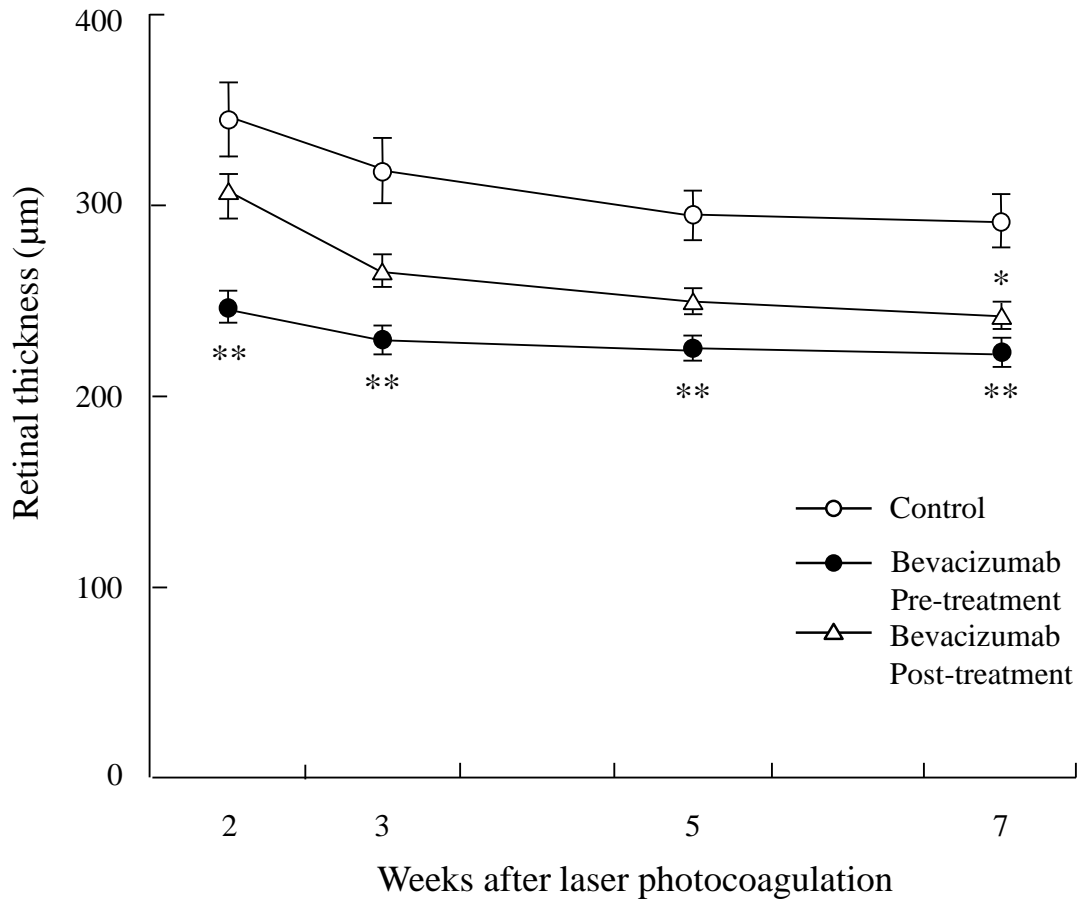 400
300
200
100
0
Retinal thickness (µm)
*
**
**
**
**
Control
Bevacizumab
Pre-treatment
Bevacizumab
Post-treatment
2 3 5 7
Weeks after laser photocoagulation